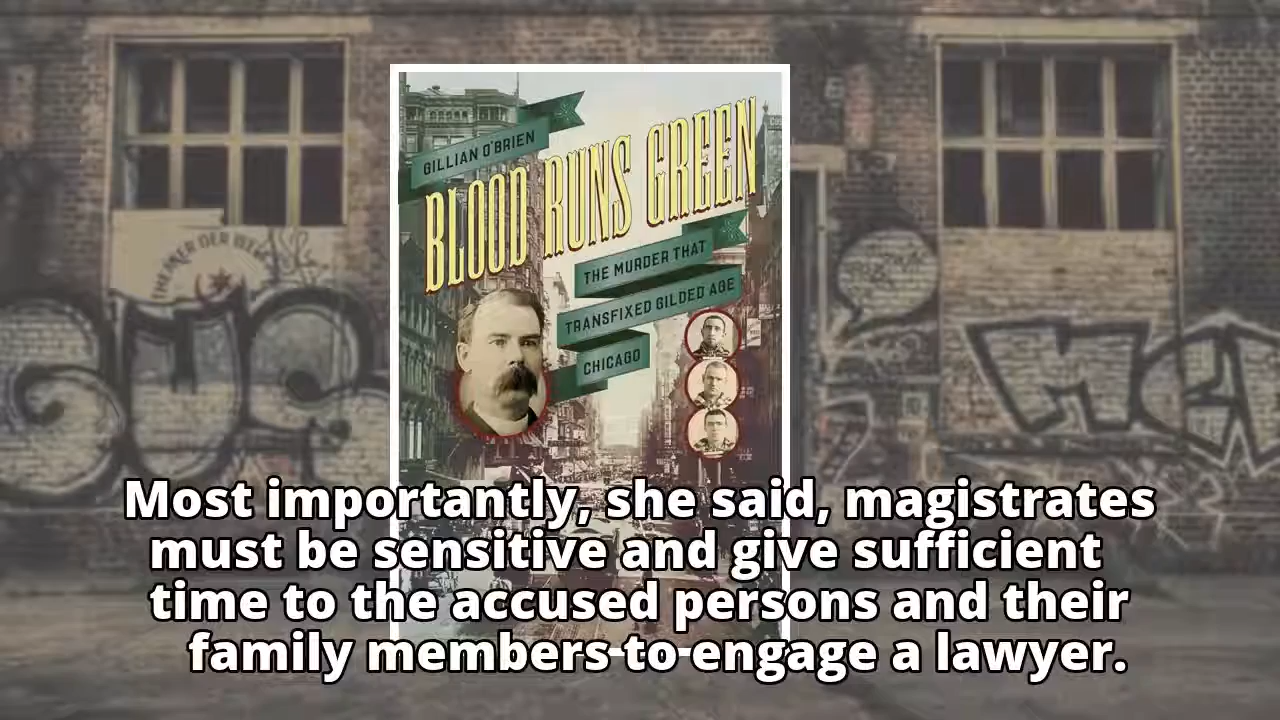 GILLIAN O'BRIEN
BLOOD RUNS GREEN
THE MURDER THAT
TRANSFIXED GILDED AGE
CHICAGO
Most importantly, she said, magistrates
must be sensitive and give sufficient
time to the accused persons and their
family members to engage a lawyer.